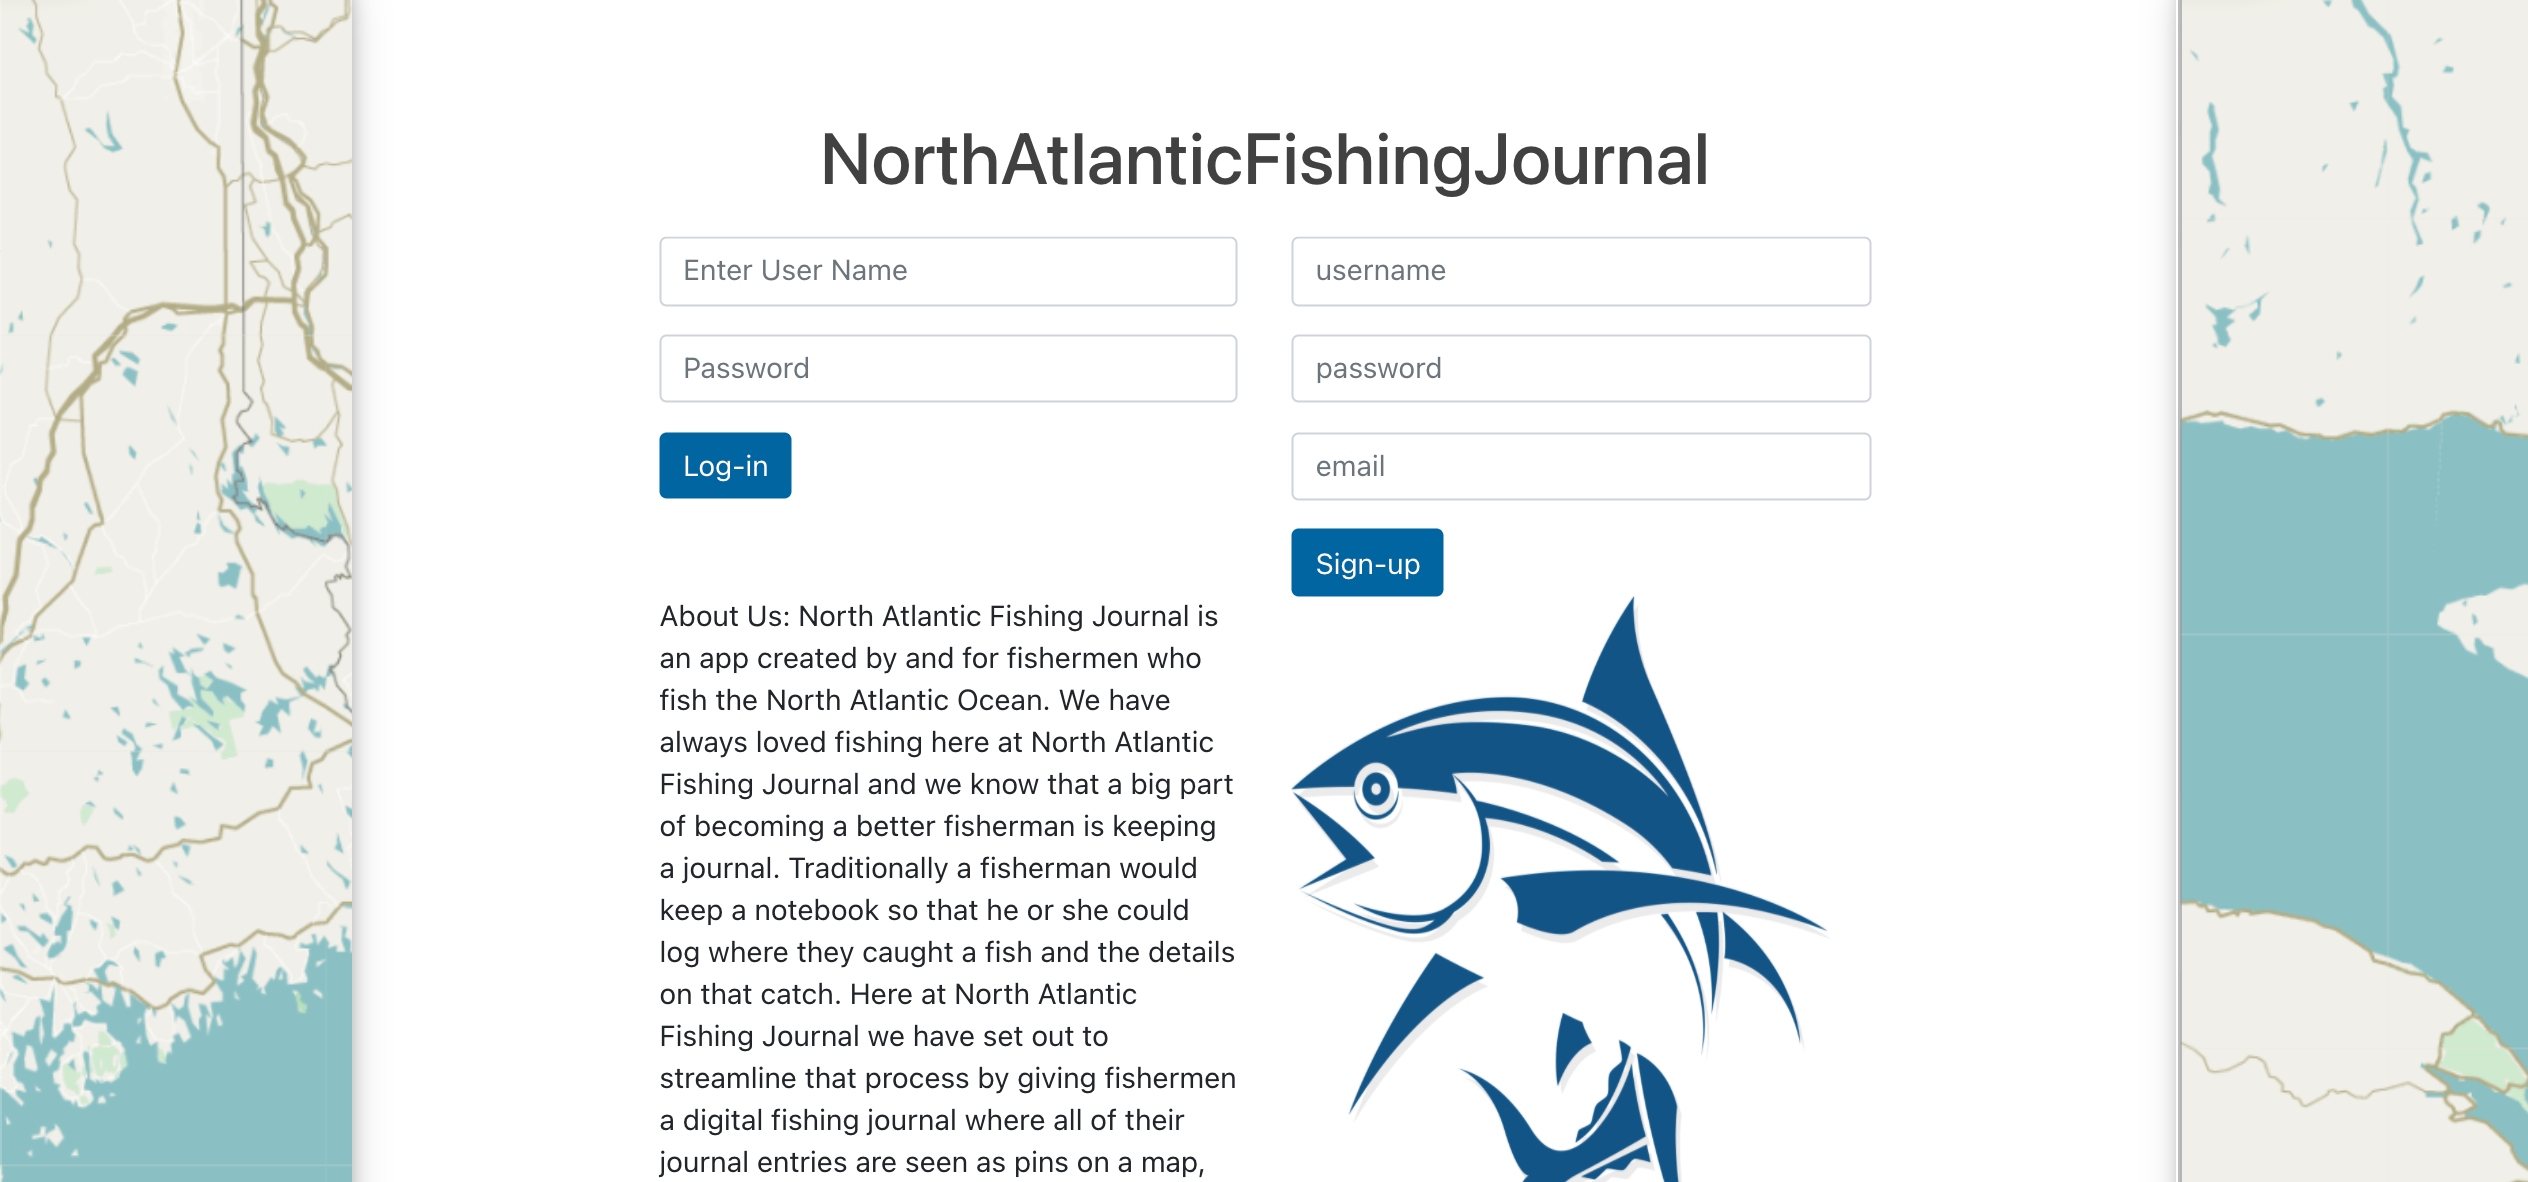 NorthAtlanticFishingJournal
Enter User Name
Password
Log-in
username
password
email
Sign-up
About Us: North Atlantic Fishing Journal is
an app created by and for fishermen who
fish the North Atlantic Ocean. We have
always loved fishing here at North Atlantic
Fishing Journal and we know that a big part
of becoming a better fisherman is keeping
a journal. Traditionally a fisherman would
keep a notebook so that he or she could
log where they caught a fish and the details
on that catch. Here at North Atlantic
Fishing Journal we have set out to
streamline that process by giving fishermen
a digital fishing journal where all of their
journal entries are seen as pins on a map,